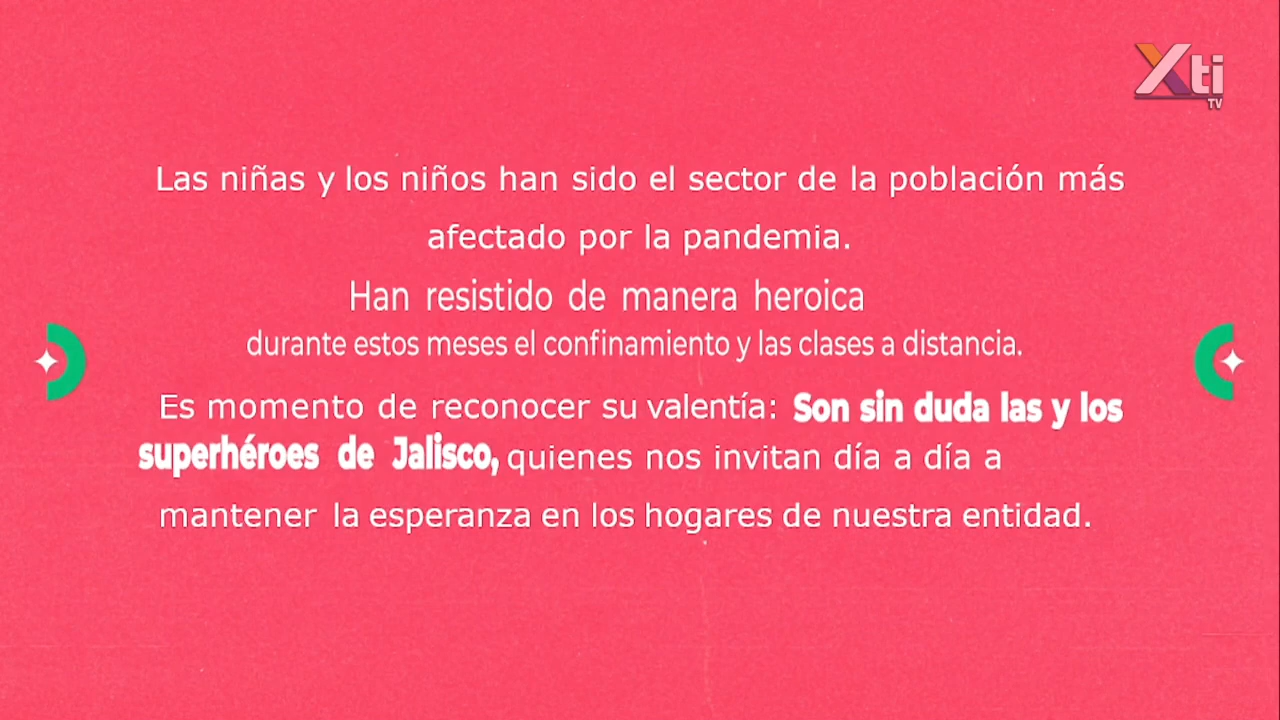 Xti
TV
Las niñas y los niños han sido el sector de la población más
afectado por la pandemia.
Han resistido de manera heroica
durante estos meses el confinamiento y las clases a distancia.
Es momento de reconocer su valentía: Son sin duda las y los
superhéroes de Jalisco, quienes nos invitan día a día a
mantener la esperanza en los hogares de nuestra entidad.